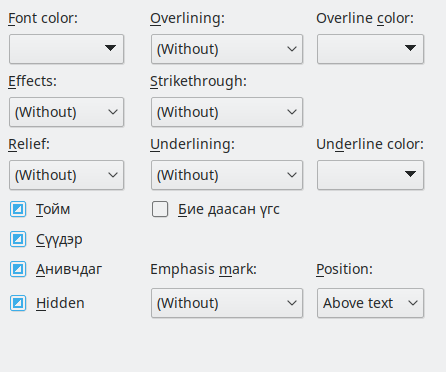 Font color: Overlining: Overline color:
(Without)
Effects: Strikethrough:
(Without) (Without)
Relief: Underlining: Underline color:
(Without) (Without)
Тойм Бие даасан үгс
Сүүдэр
Анивчдаг Emphasis mark: Position:
Hidden (Without) Above text